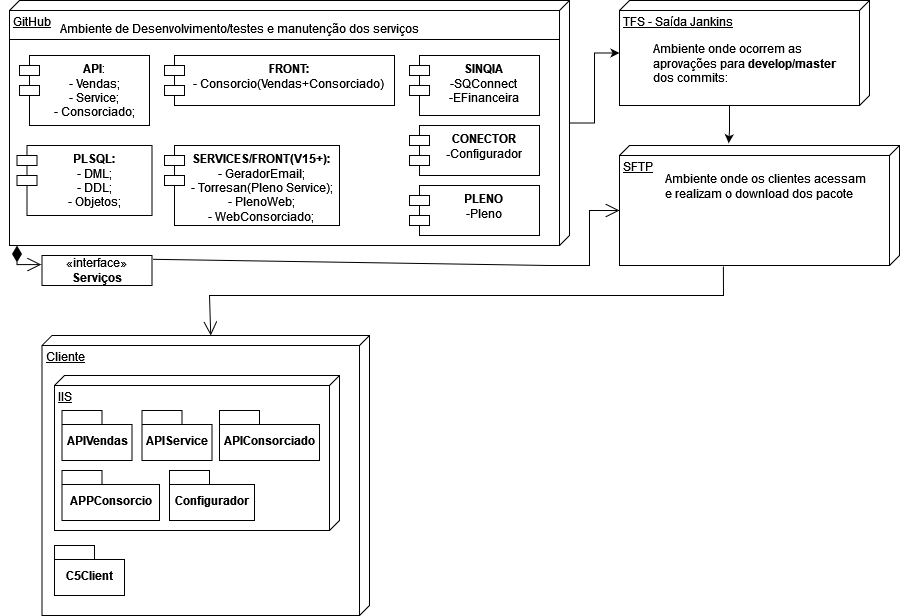 GitHub
Ambiente de Desenvolvimento/testes e manutenção dos serviços
API:
- Vendas;
- Service;
- Consorciado;
FRONT:
- Consorcio(Vendas+Consorciado)
SINQIA
-SQConnect
-EFinanceira
CONECTOR
-Configurador
PLSQL:
- DML;
- DDL;
- Objetos;
SERVICES/FRONT(V15+):
- GeradorEmail;
- Torresan(Pleno Service);
- PlenoWeb;
- WebConsorciado;
PLENO
-Pleno
TFS - Saída Jankins
Ambiente onde ocorrem as
aprovações para develop/master
dos commits:
SFTP
Ambiente onde os clientes acessam
e realizam o download dos pacote
«interface»
Serviços
Cliente
IIS
APIVendas
APIService
APIConsorciado
APPConsorcio
Configurador
C5Client